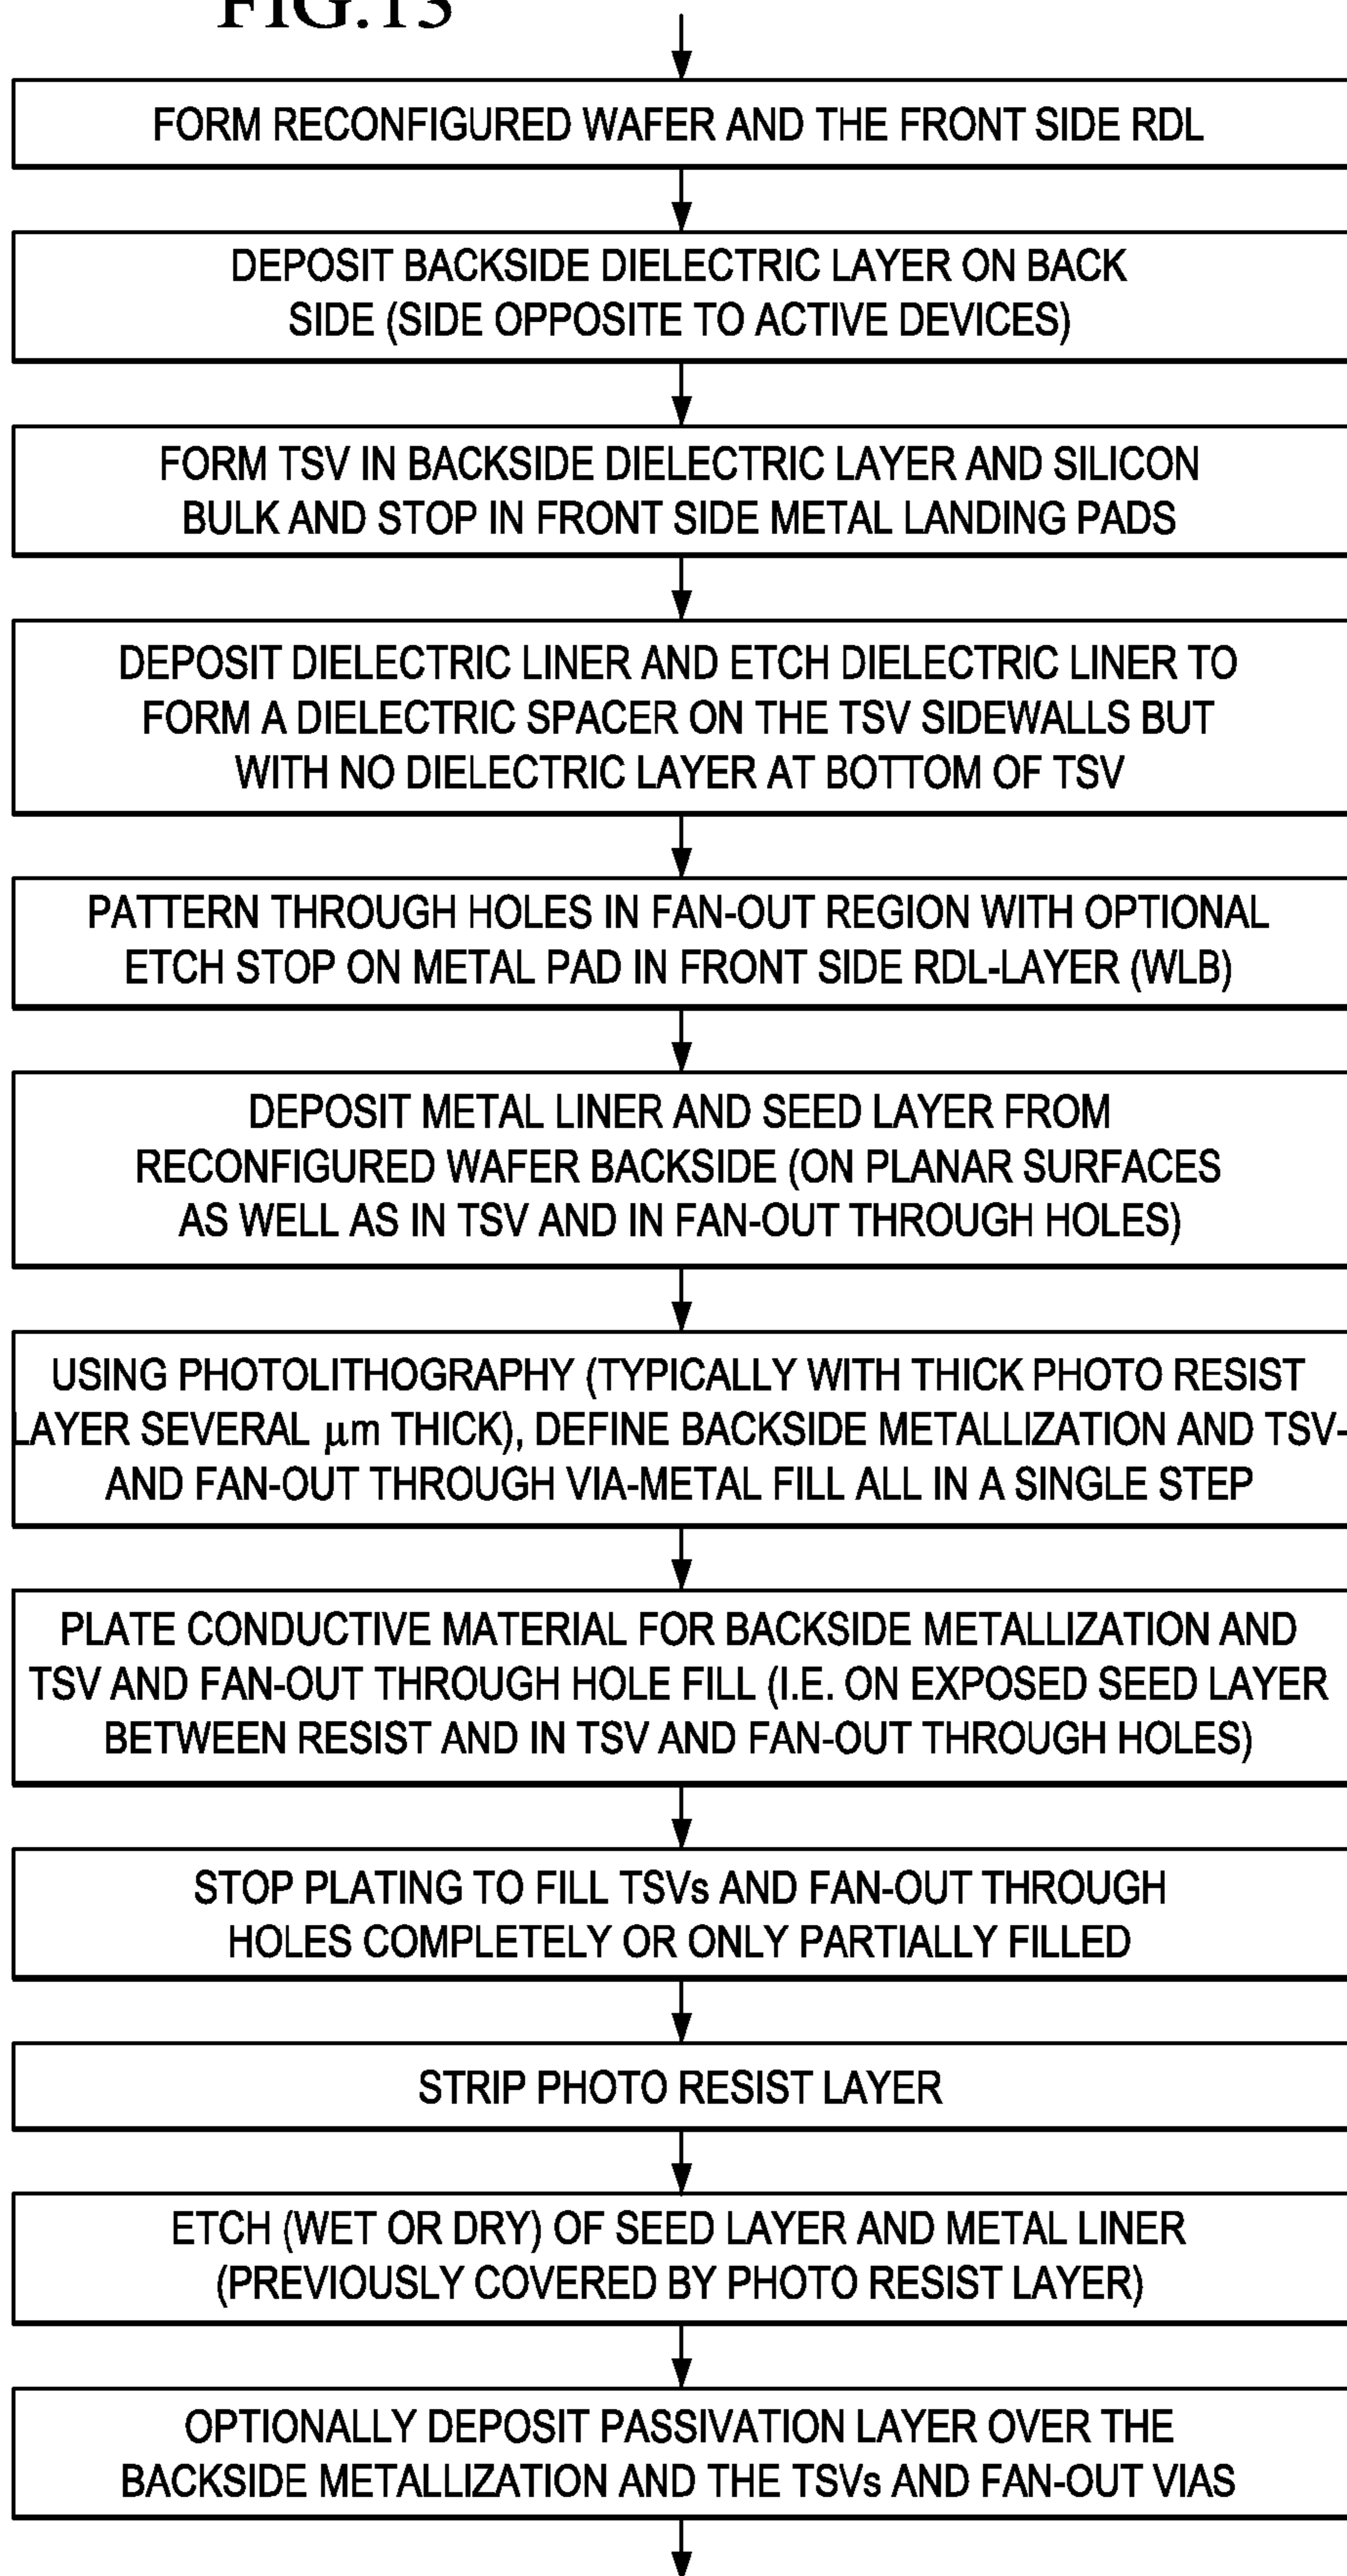 FIG.13
FORM RECONFIGURED WAFER AND THE FRONT SIDE RDL
DEPOSIT BACKSIDE DIELECTRIC LAYER ON BACK
SIDE (SIDE OPPOSITE TO ACTIVE DEVICES)
FORM TSV IN BACKSIDE DIELECTRIC LAYER AND SILICON
BULK AND STOP IN FRONT SIDE METAL LANDING PADS
DEPOSIT DIELECTRIC LINER AND ETCH DIELECTRIC LINER TO
FORM A DIELECTRIC SPACER ON THE TSV SIDEWALLS BUT
WITH NO DIELECTRIC LAYER AT BOTTOM OF TSV
PATTERN THROUGH HOLES IN FAN-OUT REGION WITH OPTIONAL
ETCH STOP ON METAL PAD IN FRONT SIDE RDL-LAYER (WLB)
DEPOSIT METAL LINER AND SEED LAYER FROM
RECONFIGURED WAFER BACKSIDE (ON PLANAR SURFACES
AS WELL AS IN TSV AND IN FAN-OUT THROUGH HOLES)
USING PHOTOLITHOGRAPHY (TYPICALLY WITH THICK PHOTO RESIST
LAYER SEVERAL μm THICK), DEFINE BACKSIDE METALLIZATION AND TSV-
AND FAN-OUT THROUGH VIA-METAL FILL ALL IN A SINGLE STEP
PLATE CONDUCTIVE MATERIAL FOR BACKSIDE METALLIZATION AND
TSV AND FAN-OUT THROUGH HOLE FILL (I.E. ON EXPOSED SEED LAYER
BETWEEN RESIST AND IN TSV AND FAN-OUT THROUGH HOLES)
STOP PLATING TO FILL TSVs AND FAN-OUT THROUGH
HOLES COMPLETELY OR ONLY PARTIALLY FILLED
STRIP PHOTO RESIST LAYER
ETCH (WET OR DRY) OF SEED LAYER AND METAL LINER
(PREVIOUSLY COVERED BY PHOTO RESIST LAYER)
OPTIONALLY DEPOSIT PASSIVATION LAYER OVER THE
BACKSIDE METALLIZATION AND THE TSVs AND FAN-OUT VIAS